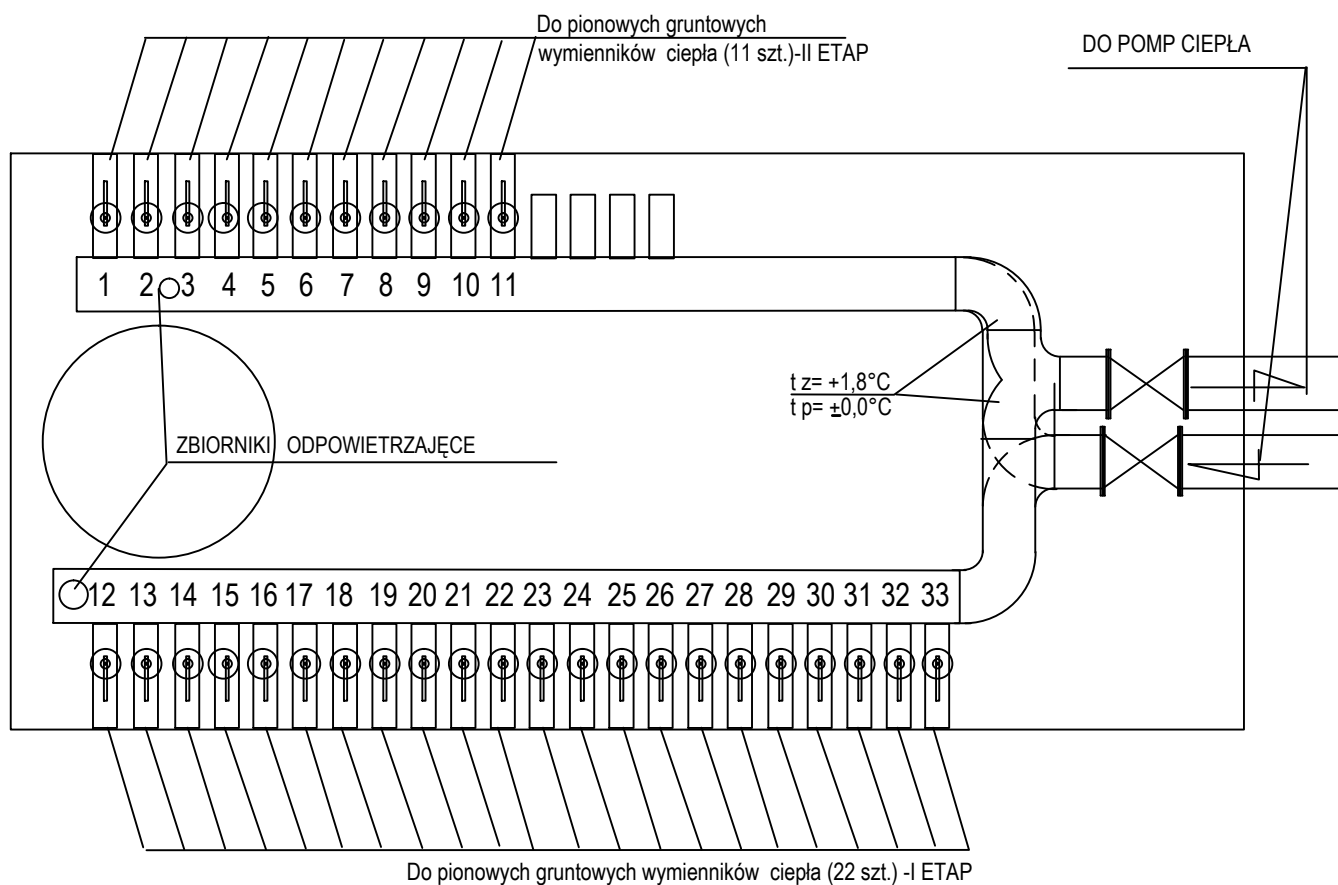 Do pionowych gruntowych
wymienników ciepła (11 szt.)-II ETAP
DO POMP CIEPŁA
1 2 3 4 5 6 7 8 9 10 11
t z= +1,8°C
t p= ±0,0°C
ZBIORNIKI ODPOWIETRZAJĘCE
12 13 14 15 16 17 18 19 20 21 22 23 24 25 26 27 28 29 30 31 32 33
Do pionowych gruntowych wymienników ciepła (22 szt.) -I ETAP